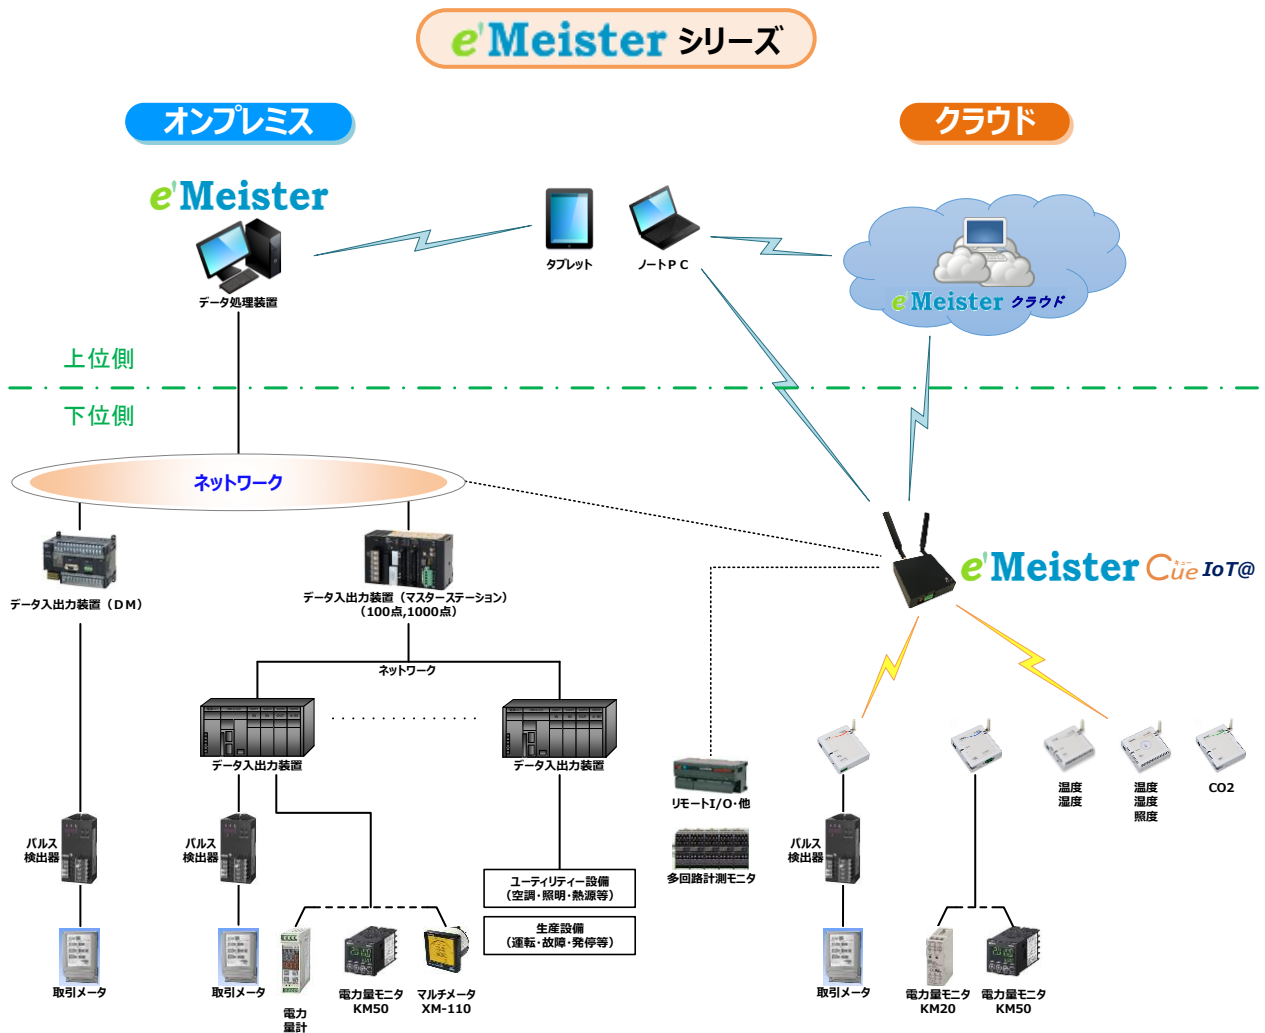 e'Meister シリーズ
オンプレミス
クラウド
e'Meister
データ処理装置
タブレット
ノートＰＣ
e'Meister クラウド
上位側
下位側
ネットワーク
データ入出力装置（ＤＭ）
データ入出力装置（マスターステーション）
（100点,1000点）
e'Meister Cue キュー IoT@
ネットワーク
データ入出力装置
データ入出力装置
リモートI/O・他
多回路計測モニタ
温度
湿度
温度
湿度
照度
CO2
パルス
検出器
パルス
検出器
パルス
検出器
ユーティリティー設備
（空調・照明・熱源等）
生産設備
（運転・故障・発停等）
取引メータ
取引メータ
電力
量計
電力量モニタ
KM50
マルチメータ
XM-110
取引メータ
電力量モニタ
KM20
電力量モニタ
KM50